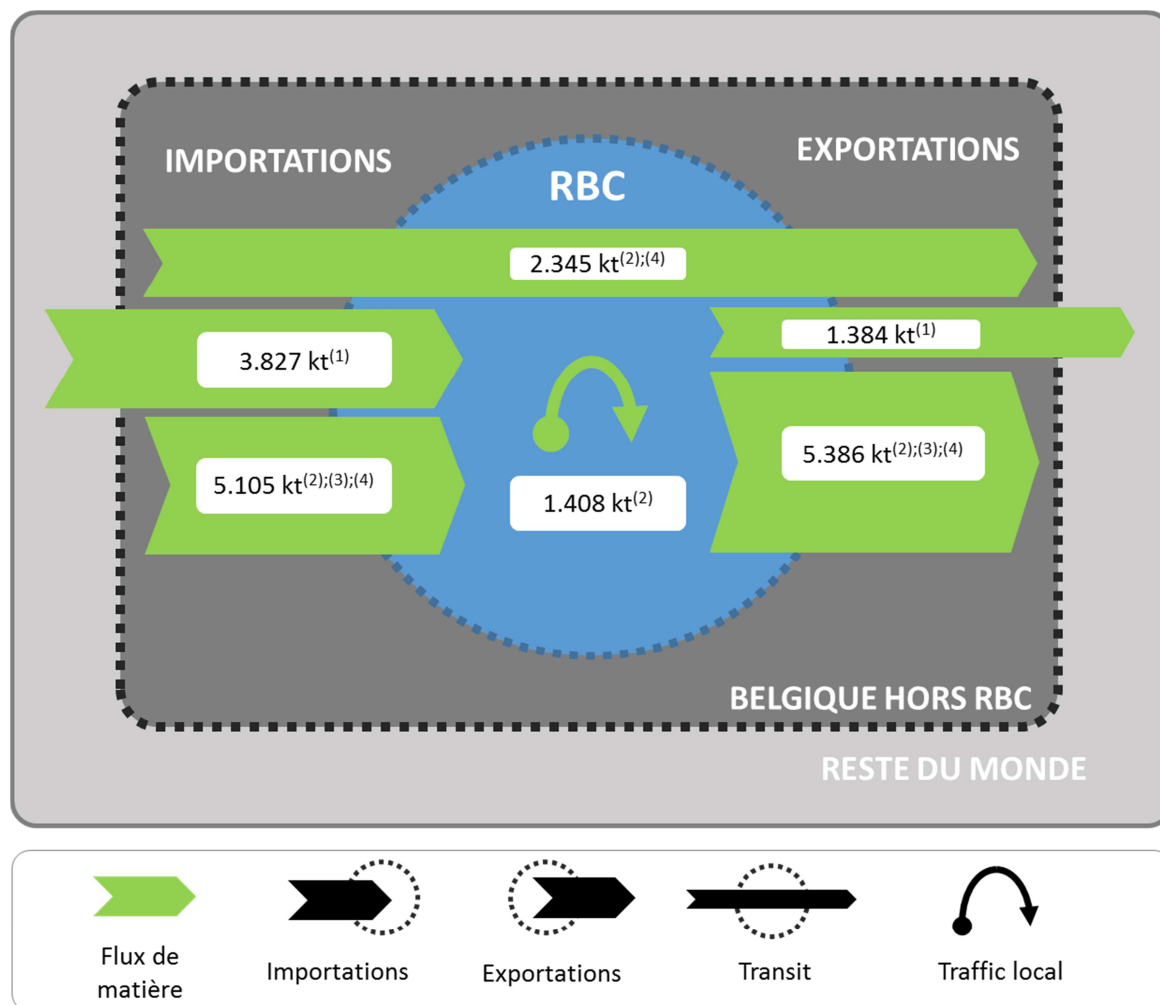 IMPORTATIONS
EXPORTATIONS
RBC
2.345 kt(2);(4)
3.827 kt(1)
1.384 kt(1)
5.105 kt(2);(3);(4)
5.386 kt(2);(3);(4)
1.408 kt(2)
BELGIQUE HORS RBC
RESTE DU MONDE
Flux de
matière
Importations
Exportations
Transit
Traffic local